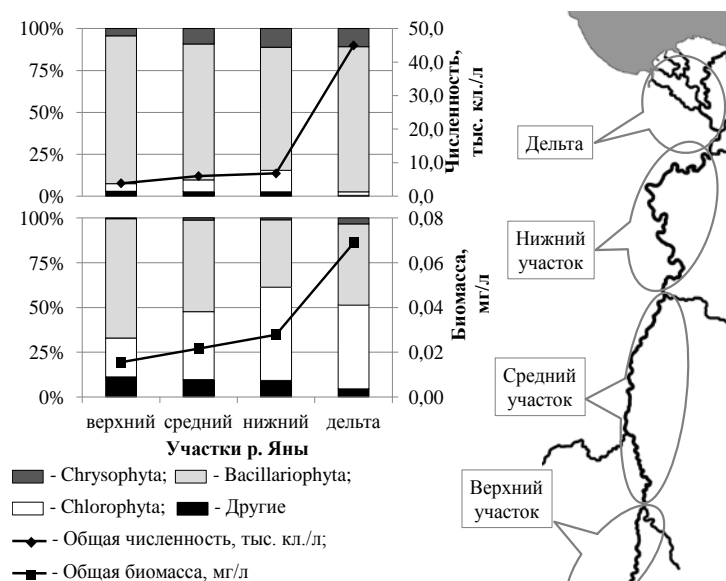 100%
75%
50%
25%
0%
50,0
40,0
30,0
20,0
10,0
0,0
Численность,
тыс. кл./л
100%
75%
50%
25%
0%
0,08
0,06
0,04
0,02
0,00
Биомасса,
мг/л
верхний средний нижний дельта
Участки р. Яны
- Chrysophyta; - Bacillariophyta;
- Chlorophyta; - Другие
- Общая численность, тыс. кл./л;
- Общая биомасса, мг/л
Дельта
Нижний
участок
Средний
участок
Верхний
участок